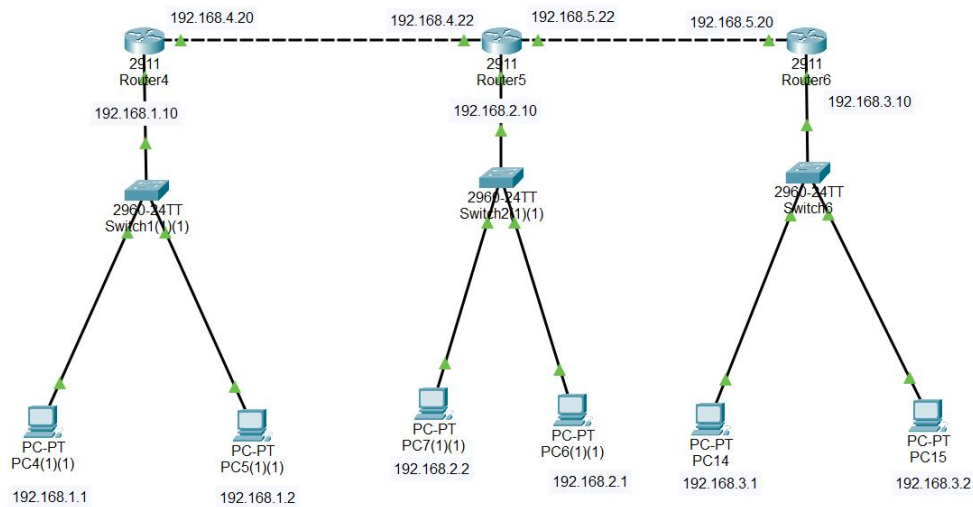 192.168.4.20
192.168.4.22
192.168.5.22
192.168.5.20
2911
Router4
2911
Router5
2911
Router6
192.168.1.10
192.168.2.10
192.168.3.10
2960-24TT
Switch1(1)(1)
2960-24TT
Switch2(1)(1)
2960-24TT
Switch6
PC-PT
PC4(1)(1)
PC-PT
PC5(1)(1)
PC-PT
PC7(1)(1)
PC-PT
PC6(1)(1)
PC-PT
PC14
PC-PT
PC15
192.168.1.1
192.168.1.2
192.168.2.2
192.168.2.1
192.168.3.1
192.168.3.2